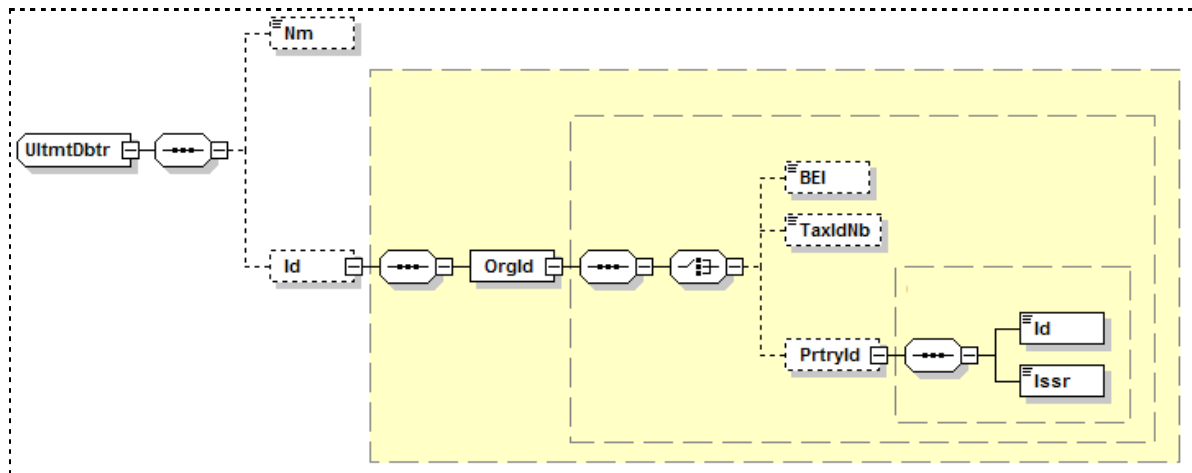 Nm
UltmtDbtr
BEI
TaxIdNb
Id
OrgId
PrtryId
Id
Issr